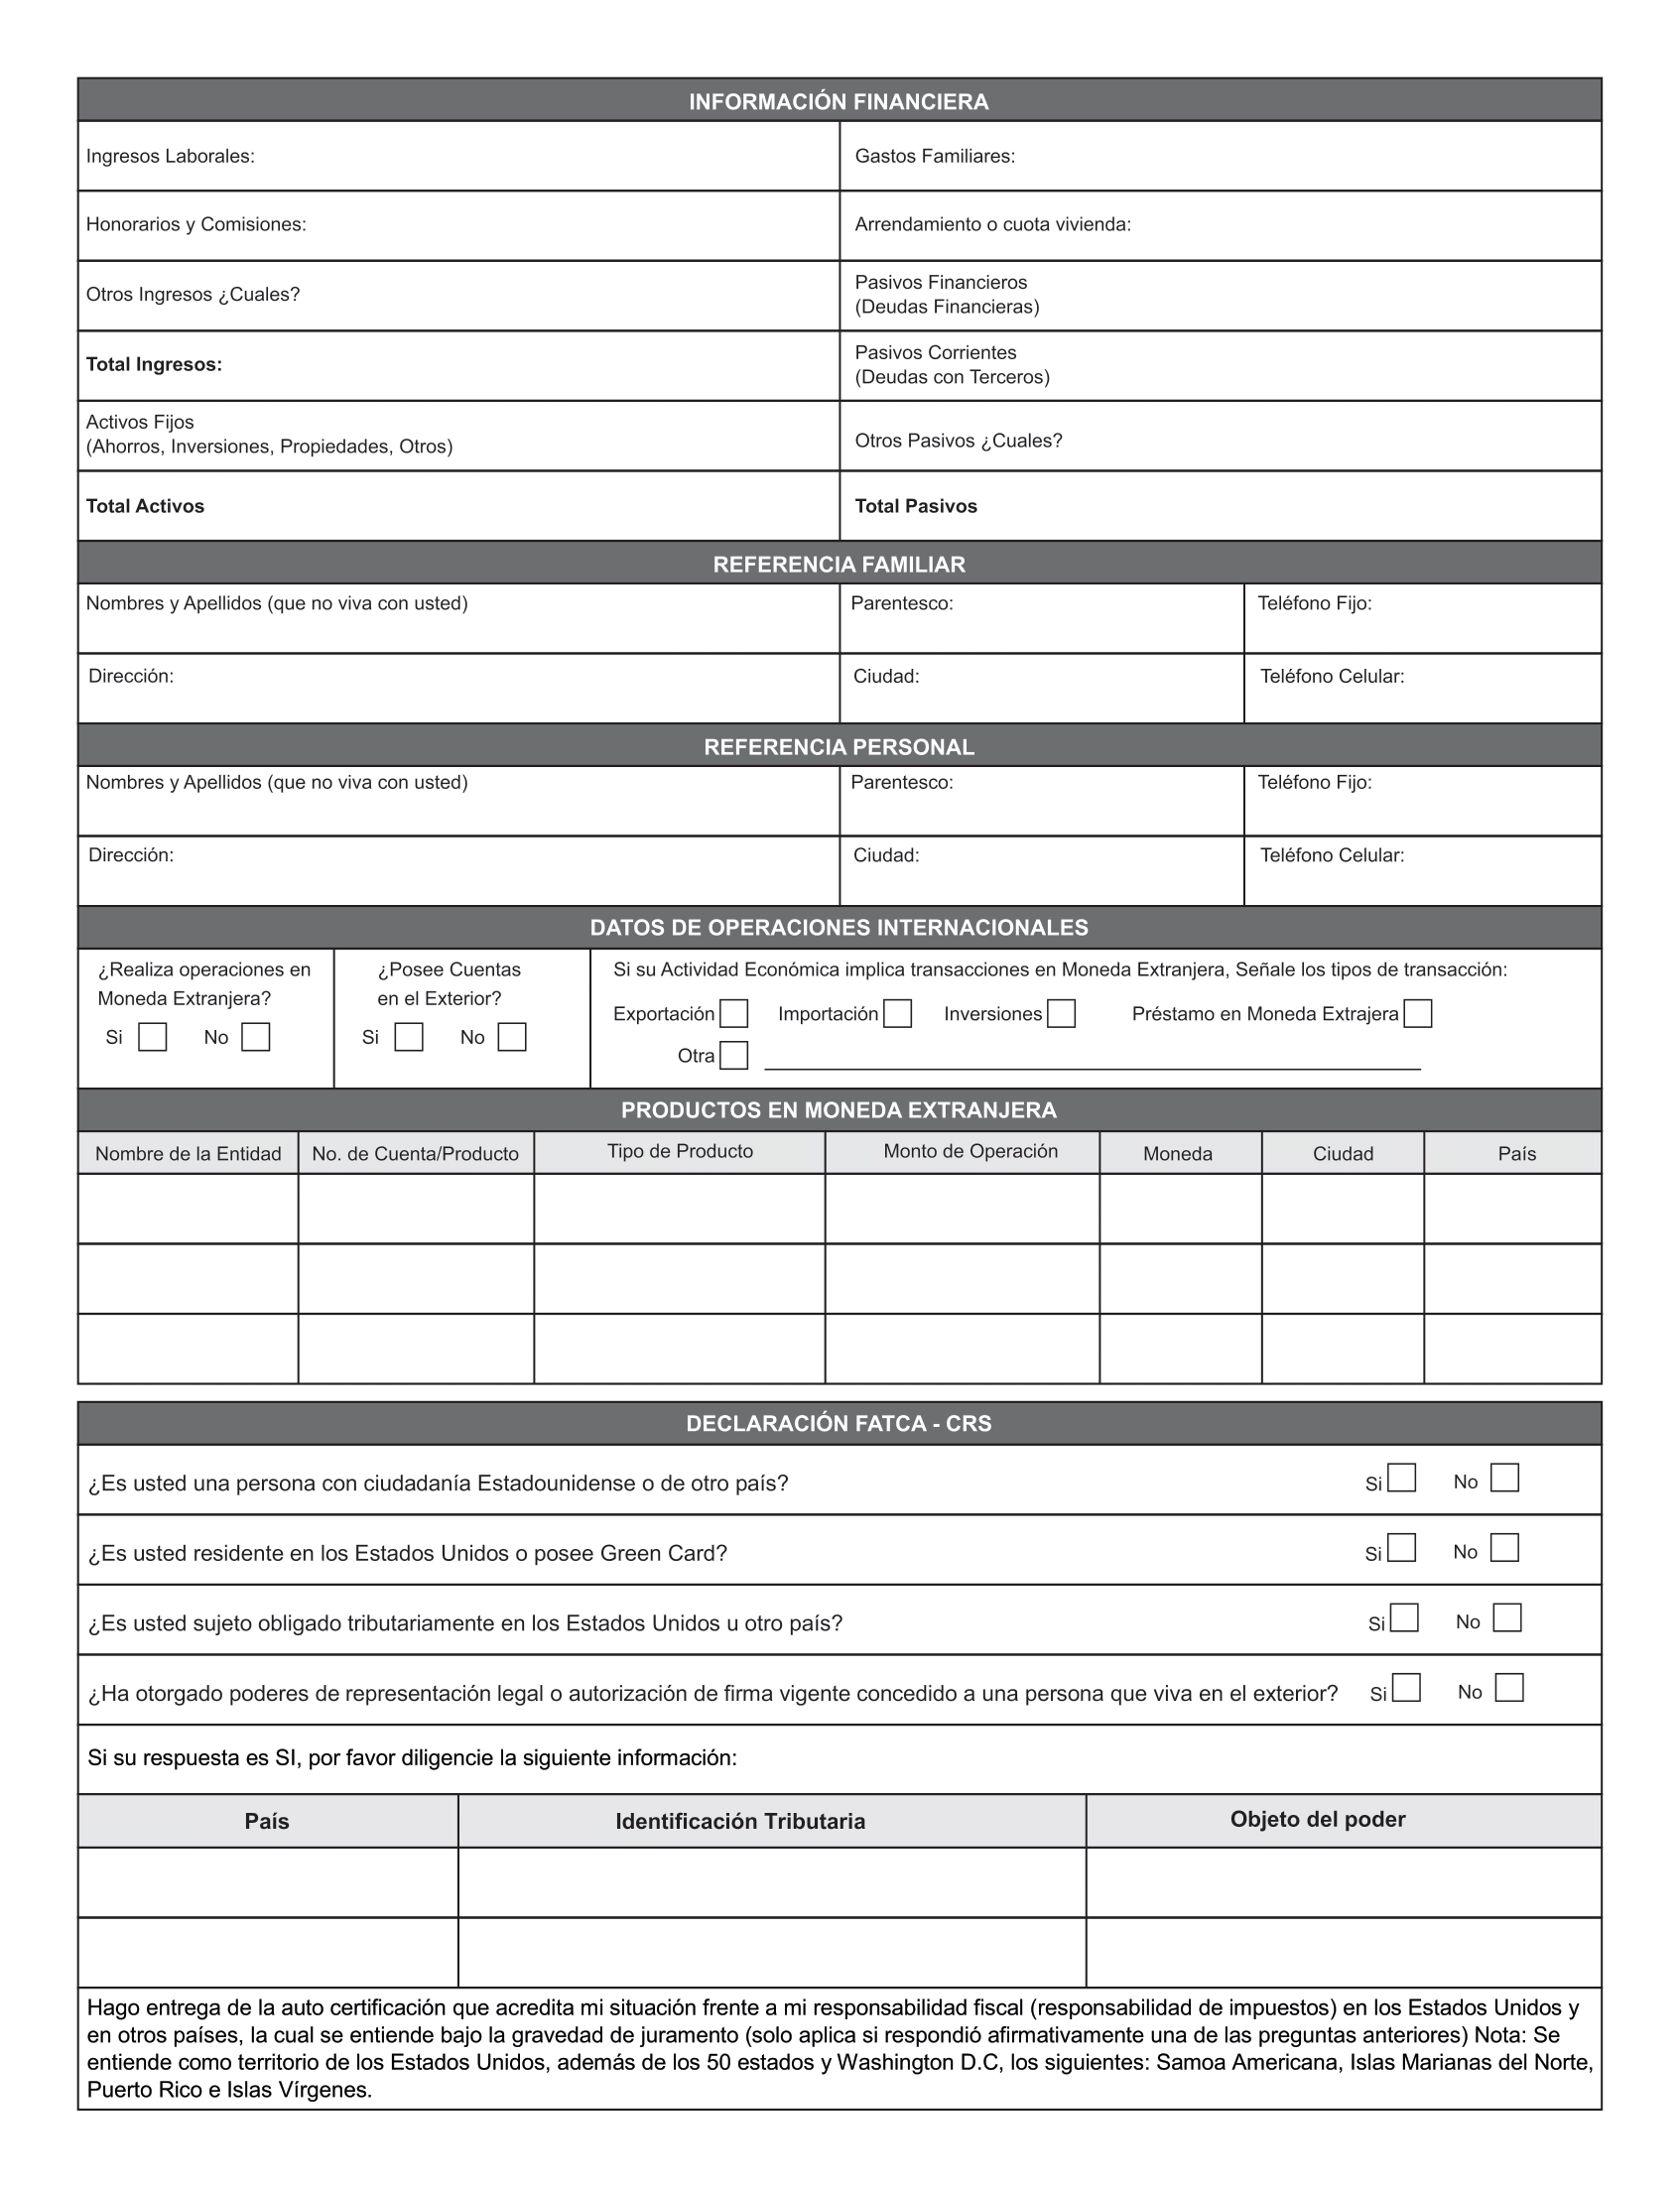 INFORMACIÓN FINANCIERA
Ingresos Laborales:
Gastos Familiares:
Honorarios y Comisiones:
Arrendamiento o cuota vivienda:
Otros Ingresos ¿Cuales?
Pasivos Financieros
(Deudas Financieras)
Total Ingresos:
Pasivos Corrientes
(Deudas con Terceros)
Activos Fijos
(Ahorros, Inversiones, Propiedades, Otros)
Otros Pasivos ¿Cuales?
Total Activos
Total Pasivos
REFERENCIA FAMILIAR
Nombres y Apellidos (que no viva con usted)
Parentesco:
Teléfono Fijo:
Dirección:
Ciudad:
Teléfono Celular:
REFERENCIA PERSONAL
Nombres y Apellidos (que no viva con usted)
Parentesco:
Teléfono Fijo:
Dirección:
Ciudad:
Teléfono Celular:
DATOS DE OPERACIONES INTERNACIONALES
¿Realiza operaciones en
Moneda Extranjera?
Si No
¿Posee Cuentas
en el Exterior?
Si No
Si su Actividad Económica implica transacciones en Moneda Extranjera, Señale los tipos de transacción:
Exportación Importación Inversiones Préstamo en Moneda Extrajera
Otra
PRODUCTOS EN MONEDA EXTRANJERA
Nombre de la Entidad No. de Cuenta/Producto Tipo de Producto Monto de Operación Moneda Ciudad País
DECLARACIÓN FATCA - CRS
¿Es usted una persona con ciudadanía Estadounidense o de otro país? Si No
¿Es usted residente en los Estados Unidos o posee Green Card? Si No
¿Es usted sujeto obligado tributariamente en los Estados Unidos u otro país? Si No
¿Ha otorgado poderes de representación legal o autorización de firma vigente concedido a una persona que viva en el exterior? Si No
Si su respuesta es SI, por favor diligencie la siguiente información:
País Identificación Tributaria Objeto del poder
Hago entrega de la auto certificación que acredita mi situación frente a mi responsabilidad fiscal (responsabilidad de impuestos) en los Estados Unidos y
en otros países, la cual se entiende bajo la gravedad de juramento (solo aplica si respondió afirmativamente una de las preguntas anteriores) Nota: Se
entiende como territorio de los Estados Unidos, además de los 50 estados y Washington D.C, los siguientes: Samoa Americana, Islas Marianas del Norte,
Puerto Rico e Islas Vírgenes.